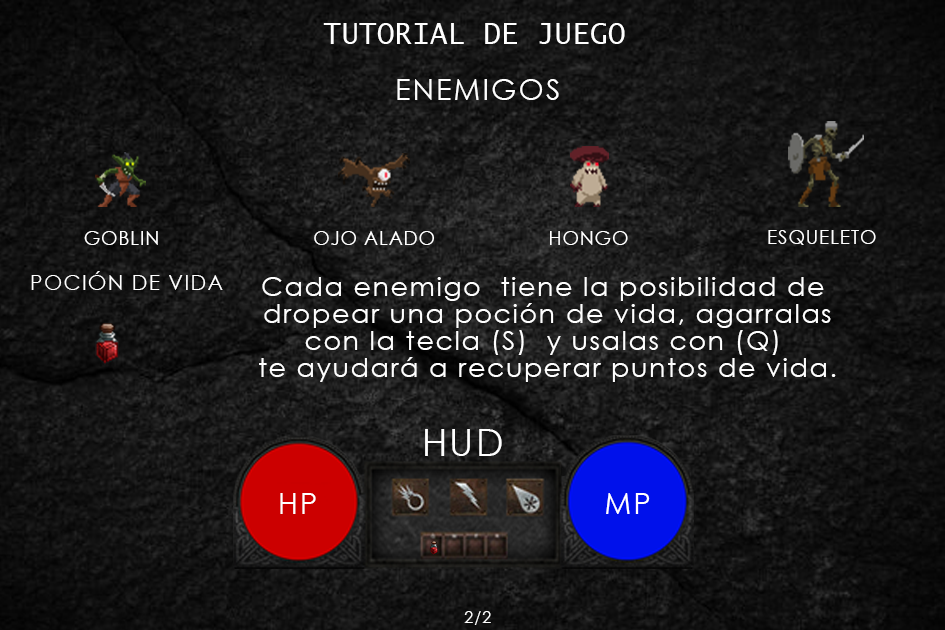 TUTORIAL DE JUEGO
ENEMIGOS
GOBLIN
OJO ALADO
HONGO
ESQUELETO
POCIÓN DE VIDA
Cada enemigo tiene la posibilidad de
dropear una poción de vida, agarralas
con la tecla (S) y usalas con (Q)
te ayudará a recuperar puntos de vida.
HUD
HP
MP
2/2